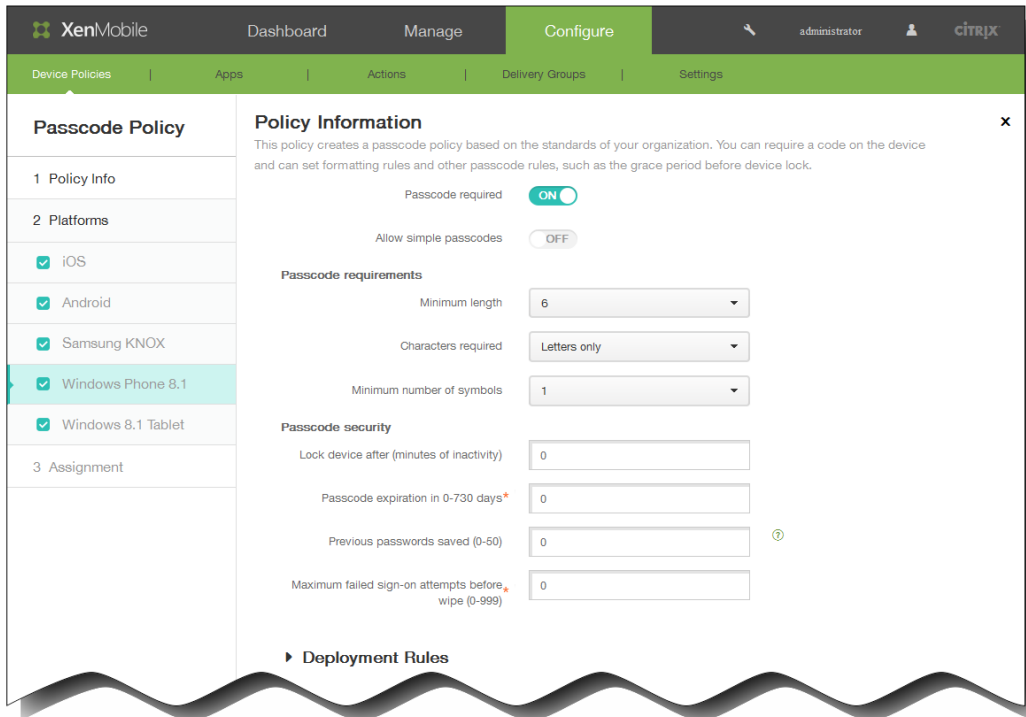 XenMobile Dashboard Manage Configure administrator CITRIX
Device Policies | Apps | Actions | Delivery Groups | Settings
Passcode Policy
1 Policy Info
2 Platforms
iOS
Android
Samsung KNOX
Windows Phone 8.1
Windows 8.1 Tablet
3 Assignment
Policy Information x
This policy creates a passcode policy based on the standards of your organization. You can require a code on the device
and can set formatting rules and other passcode rules, such as the grace period before device lock.
Passcode required ON
Allow simple passcodes OFF
Passcode requirements
Minimum length 6
Characters required Letters only
Minimum number of symbols 1
Passcode security
Lock device after (minutes of inactivity) 0
Passcode expiration in 0-730 days* 0
Previous passwords saved (0-50) 0 ?
Maximum failed sign-on attempts before * 0
wipe (0-999)
Deployment Rules